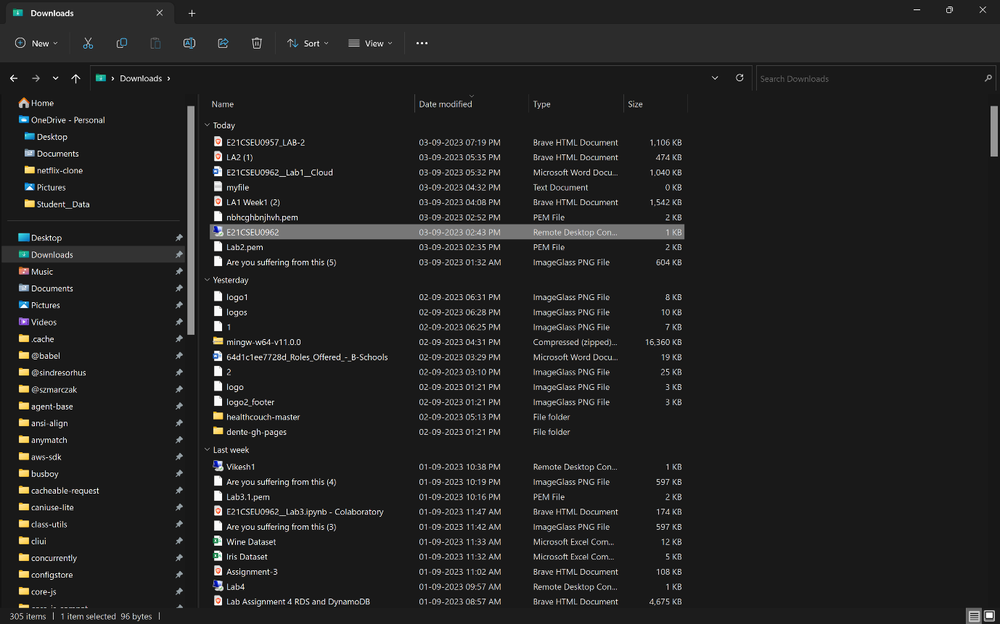 Downloads
New
Sort
View
Downloads
Search Downloads
Home
OneDrive - Personal
Desktop
Documents
netflix-clone
Pictures
Student__Data
Desktop
Downloads
Music
Documents
Pictures
Videos
.cache
@babel
@sindresorhus
@szmarczak
agent-base
ansi-align
anymatch
aws-sdk
busboy
cacheable-request
caniuse-lite
class-utils
cliui
concurrently
configstore
core-js
Name Date modified Type Size
Today
E21CSEU0957_LAB-2 03-09-2023 07:19 PM Brave HTML Document 1,106 KB
LA2 (1) 03-09-2023 05:35 PM Brave HTML Document 474 KB
E21CSEU0962__Lab1__Cloud 03-09-2023 05:32 PM Microsoft Word Docu... 1,040 KB
myfile 03-09-2023 04:32 PM Text Document 0 KB
LA1 Week1 (2) 03-09-2023 04:08 PM Brave HTML Document 1,542 KB
nbhcghbnjhvh.pem 03-09-2023 02:52 PM PEM File 2 KB
E21CSEU0962 03-09-2023 02:43 PM Remote Desktop Con... 1 KB
Lab2.pem 03-09-2023 02:35 PM PEM File 2 KB
Are you suffering from this (5) 03-09-2023 01:32 AM ImageGlass PNG File 604 KB
Yesterday
logo1 02-09-2023 06:31 PM ImageGlass PNG File 8 KB
logos 02-09-2023 06:28 PM ImageGlass PNG File 10 KB
1 02-09-2023 06:25 PM ImageGlass PNG File 7 KB
mingw-w64-v11.0.0 02-09-2023 04:31 PM Compressed (zipped)... 16,360 KB
64d1c1ee7728d_Roles_Offered_-_B-Schools 02-09-2023 03:29 PM Microsoft Word Docu... 19 KB
2 02-09-2023 03:10 PM ImageGlass PNG File 25 KB
logo 02-09-2023 01:21 PM ImageGlass PNG File 3 KB
logo2_footer 02-09-2023 01:21 PM ImageGlass PNG File 3 KB
healthcouch-master 02-09-2023 05:13 PM File folder
dente-gh-pages 02-09-2023 01:21 PM File folder
Last week
Vikesh1 01-09-2023 10:38 PM Remote Desktop Con... 1 KB
Are you suffering from this (4) 01-09-2023 10:19 PM ImageGlass PNG File 597 KB
Lab3.1.pem 01-09-2023 10:16 PM PEM File 2 KB
E21CSEU0962__Lab3.ipynb - Colaboratory 01-09-2023 11:47 AM Brave HTML Document 174 KB
Are you suffering from this (3) 01-09-2023 11:42 AM ImageGlass PNG File 597 KB
Wine Dataset 01-09-2023 11:33 AM Microsoft Excel Com... 12 KB
Iris Dataset 01-09-2023 11:32 AM Microsoft Excel Com... 5 KB
Assignment-3 01-09-2023 11:02 AM Brave HTML Document 108 KB
Lab4 01-09-2023 09:57 AM Remote Desktop Con... 1 KB
Lab Assignment 4 RDS and DynamoDB 01-09-2023 08:57 AM Brave HTML Document 4,675 KB
305 items 1 item selected 96 bytes